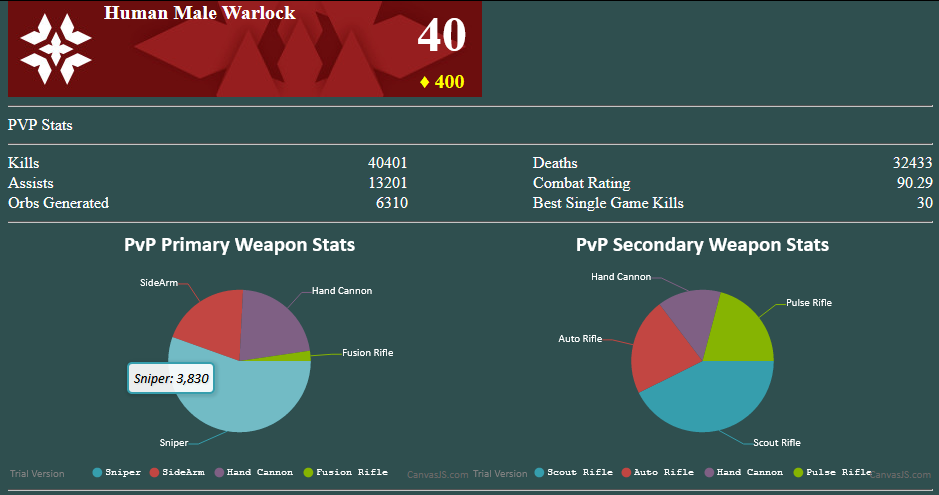 Human Male Warlock
40
♦ 400
PVP Stats
Kills 40401 Deaths 32433
Assists 13201 Combat Rating 90.29
Orbs Generated 6310 Best Single Game Kills 30
PvP Primary Weapon Stats
SideArm
Hand Cannon
Fusion Rifle
Sniper: 3,830
Sniper
Trial Version
Sniper SideArm Hand Cannon Fusion Rifle
CanvasJS.com
PvP Secondary Weapon Stats
Hand Cannon
Pulse Rifle
Auto Rifle
Scout Rifle
Trial Version
Scout Rifle Auto Rifle Hand Cannon Pulse Rifle
CanvasJS.com